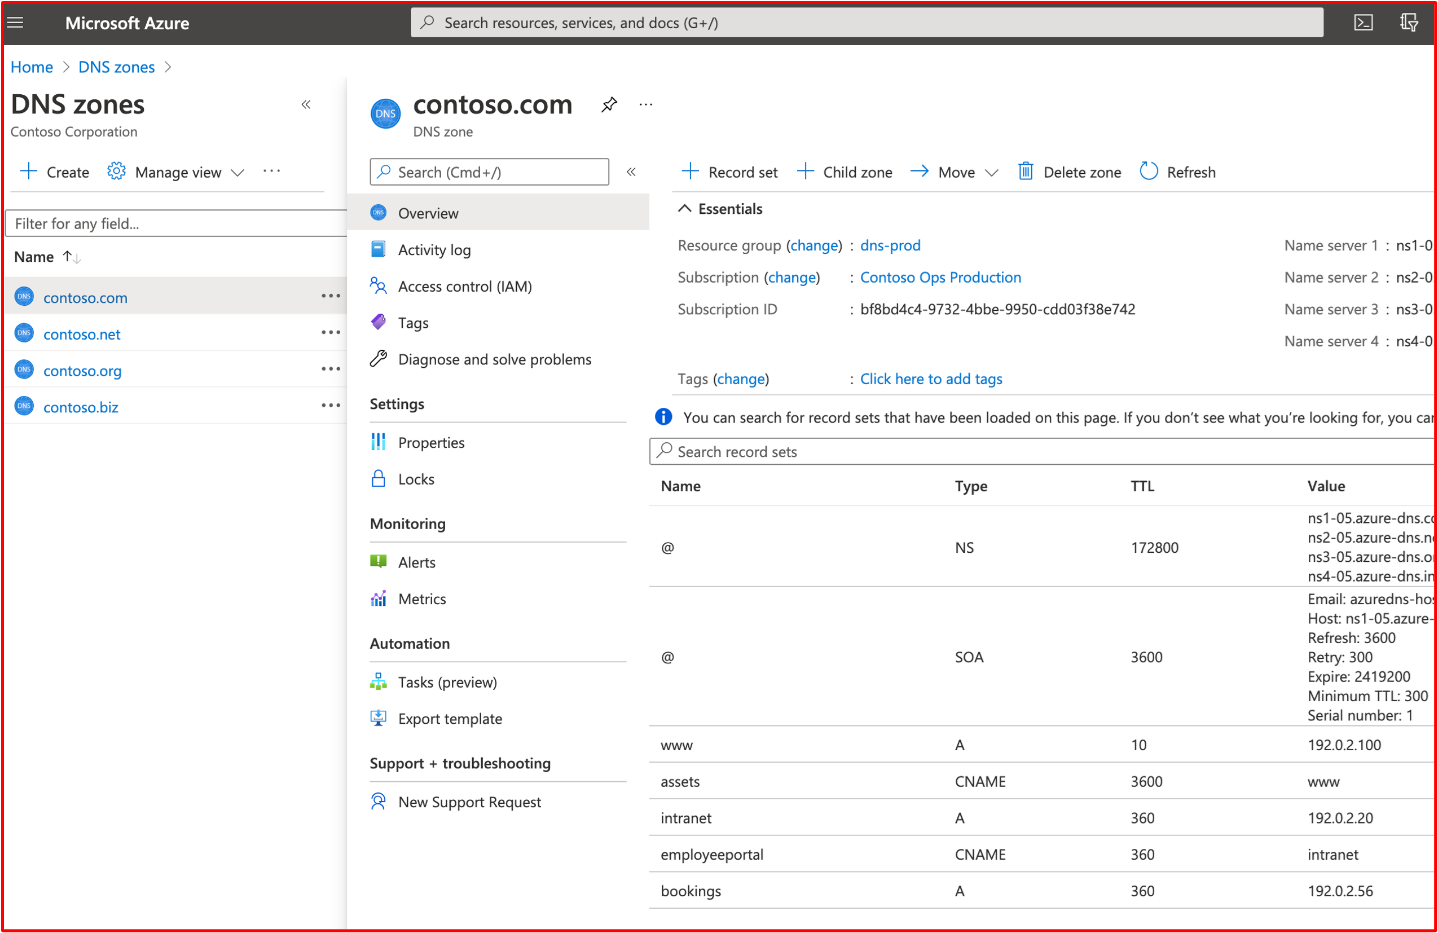 Microsoft Azure
Search resources, services, and docs (G+/)
Home > DNS zones >
DNS zones
Contoso Corporation
Create Manage view
Filter for any field...
Name
DNS contoso.com
DNS contoso.net
DNS contoso.org
DNS contoso.biz
DNS contoso.com
DNS zone
Search (Cmd+/)
DNS Overview
Activity log
Access control (IAM)
Tags
Diagnose and solve problems
Settings
Properties
Locks
Monitoring
Alerts
Metrics
Automation
Tasks (preview)
Export template
Support + troubleshooting
New Support Request
Record set Child zone Move Delete zone Refresh
Essentials
Resource group (change) : dns-prod
Subscription (change) : Contoso Ops Production
Subscription ID : bf8bd4c4-9732-4bbe-9950-cdd03f38e742
Name server 1 : ns1-0
Name server 2 : ns2-0
Name server 3 : ns3-0
Name server 4 : ns4-0
Tags (change) : Click here to add tags
You can search for record sets that have been loaded on this page. If you don't see what you're looking for, you can
Search record sets
Name Type TTL Value
@ NS 172800
ns1-05.azure-dns.co
ns2-05.azure-dns.ne
ns3-05.azure-dns.or
ns4-05.azure-dns.in
@ SOA 3600
Email: azuredns-hos
Host: ns1-05.azure-
Refresh: 3600
Retry: 300
Expire: 2419200
Minimum TTL: 300
Serial number: 1
www A 10 192.0.2.100
assets CNAME 3600 www
intranet A 360 192.0.2.20
employeeportal CNAME 360 intranet
bookings A 360 192.0.2.56